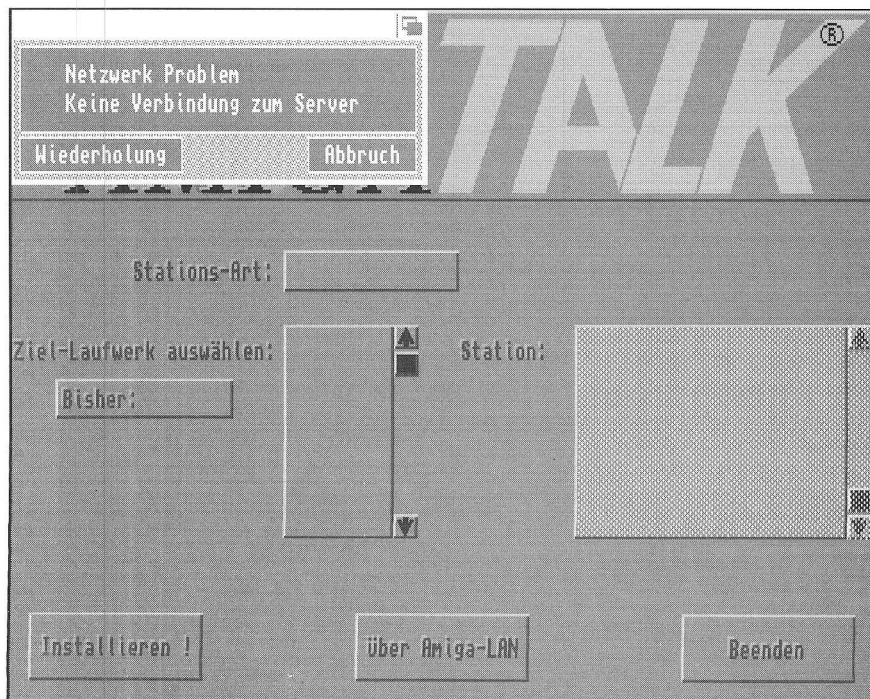 Netzwerk Problem
Keine Verbindung zum Server
Wiederholung
Abbruch
TALK
®
Stations-Art:
Ziel-Laufwerk auswählen:
Bisher:
Station:
Installieren !
über Amiga-LAN
Beenden